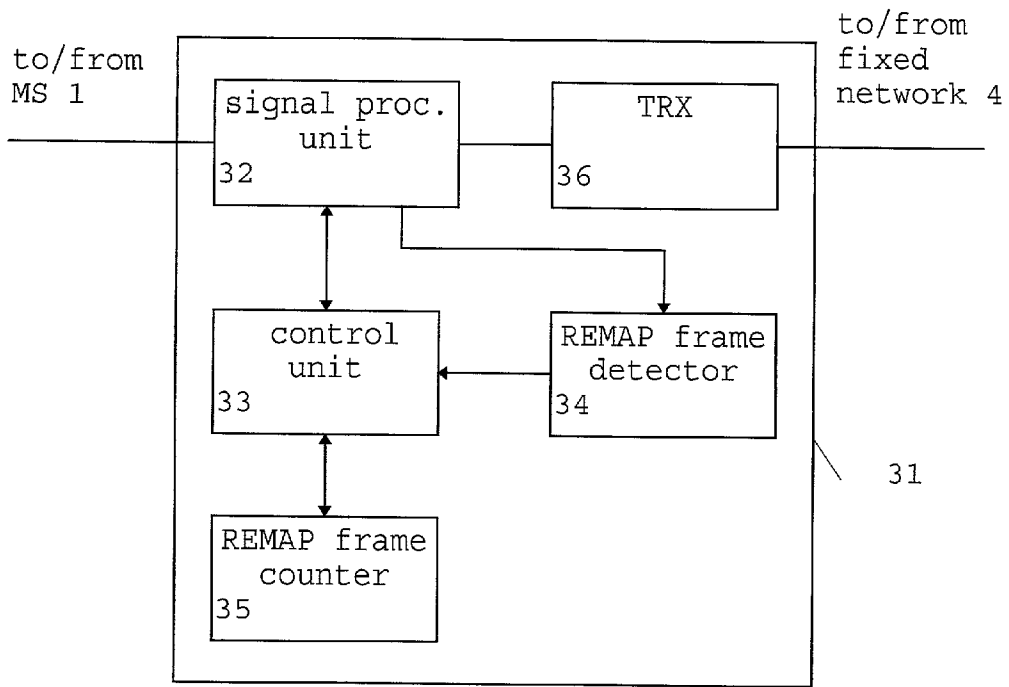 to/from
MS 1
to/from
fixed
network 4
signal proc.
unit
32
TRX
36
control
unit
33
REMAP frame
detector
34
31
REMAP frame
counter
35